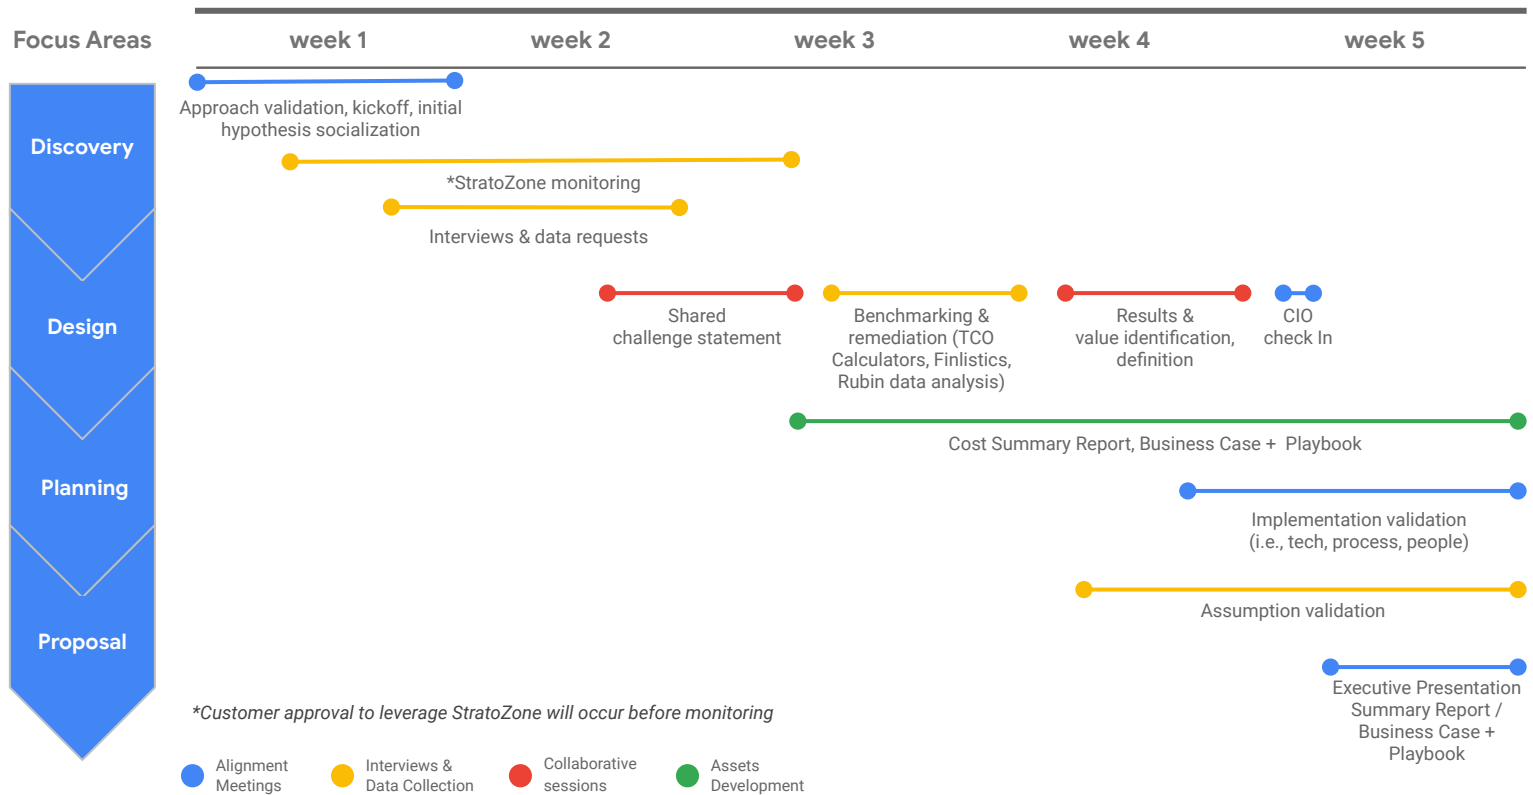 Focus Areas
week 1
week 2
week 3
week 4
week 5
Discovery
Approach validation, kickoff, initial
hypothesis socialization
*StratoZone monitoring
Interviews & data requests
Design
Shared
challenge statement
Benchmarking &
remediation (TCO
Calculators, Finlistics,
Rubin data analysis)
Results &
value identification,
definition
CIO
check In
Cost Summary Report, Business Case + Playbook
Planning
Implementation validation
(i.e., tech, process, people)
Assumption validation
Proposal
Executive Presentation
Summary Report /
Business Case +
Playbook
*Customer approval to leverage StratoZone will occur before monitoring
Alignment
Meetings
Interviews &
Data Collection
Collaborative
sessions
Assets
Development